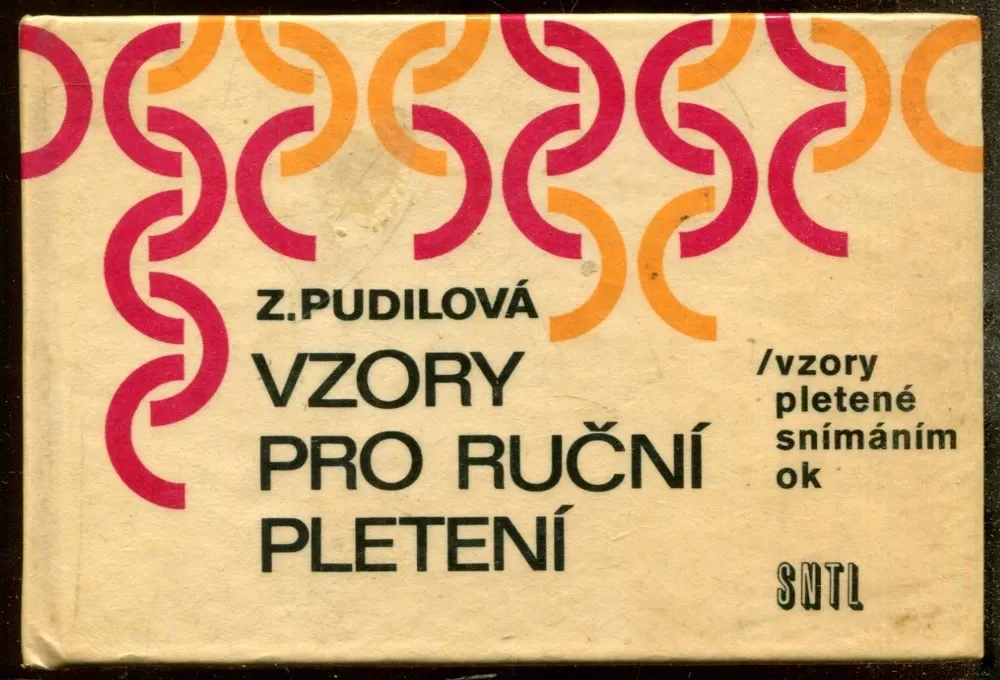 Z.PUDILOVÁ
VZORY
PRO RUČNÍ
PLETENÍ
/vzory
pletené
snímáním
ok
SNTL